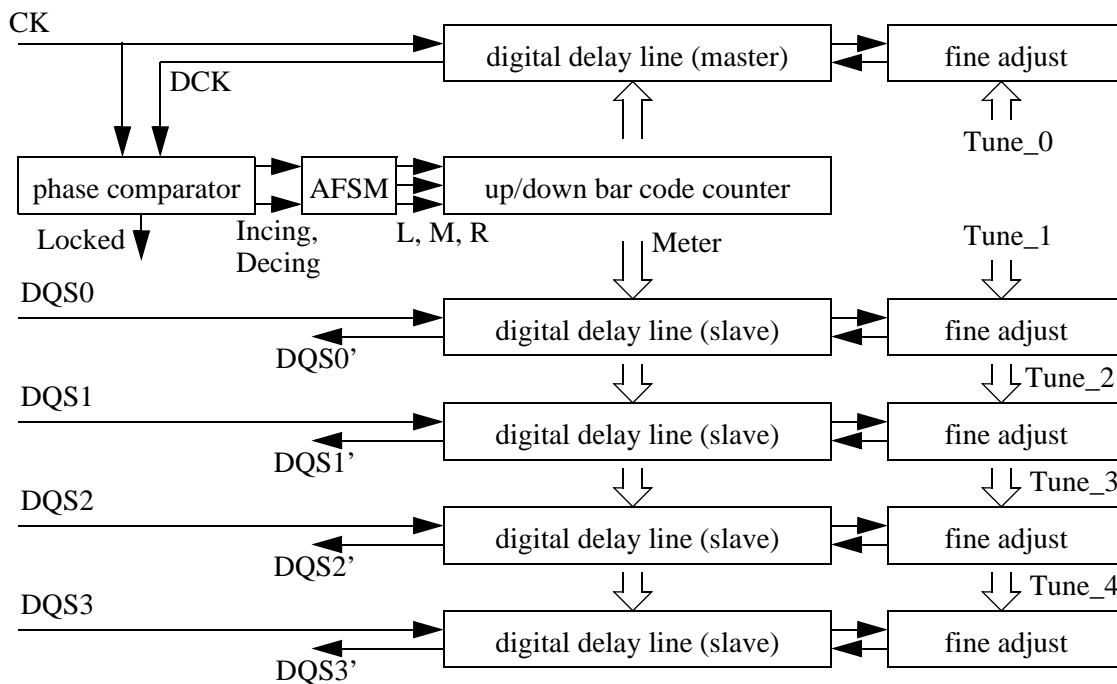 CK
digital delay line (master)
fine adjust
DCK
Tune_0
phase comparator
AFSM
up/down bar code counter
Locked
Incing,
Decing
L, M, R
Meter
Tune_1
DQS0
digital delay line (slave)
fine adjust
DQS0’
Tune_2
DQS1
digital delay line (slave)
fine adjust
DQS1’
Tune_3
DQS2
digital delay line (slave)
fine adjust
DQS2’
Tune_4
DQS3
digital delay line (slave)
fine adjust
DQS3’